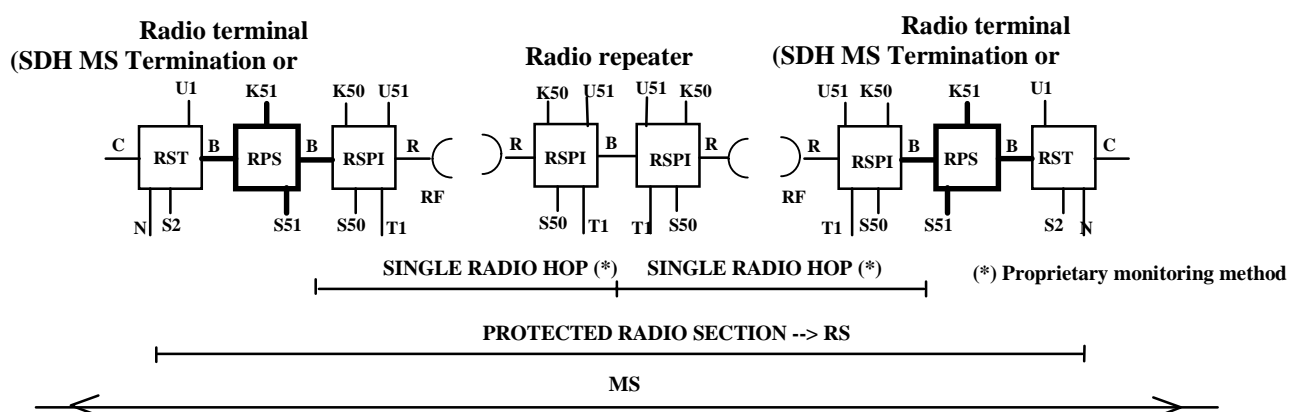 Radio terminal
(SDH MS Termination or
Radio repeater
Radio terminal
(SDH MS Termination or
U1 K51 K50 U51 K50 U51 U51 K50 U51 K50 K51 U1
C RST B RPS B RSPI R R RSPI B RSPI R R RSPI B RPS B RST C
RF RF
N S2 S51 S50 T1 S50 T1 T1 S50 T1 S50 S51 S2 N
SINGLE RADIO HOP (*) SINGLE RADIO HOP (*) (*) Proprietary monitoring method
PROTECTED RADIO SECTION --> RS
MS